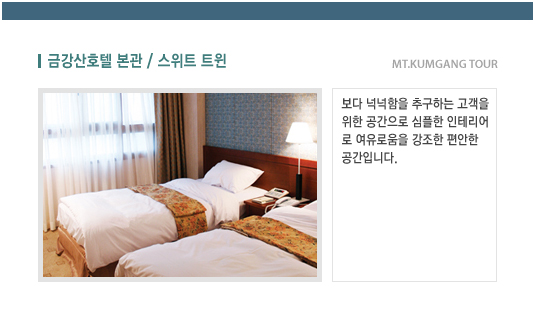 금강산호텔 본관 / 스위트 트윈
MT.KUMGANG TOUR
보다 넉넉함을 추구하는 고객을
위한 공간으로 심플한 인테리어
로 여유로움을 강조한 편안한
공간입니다.